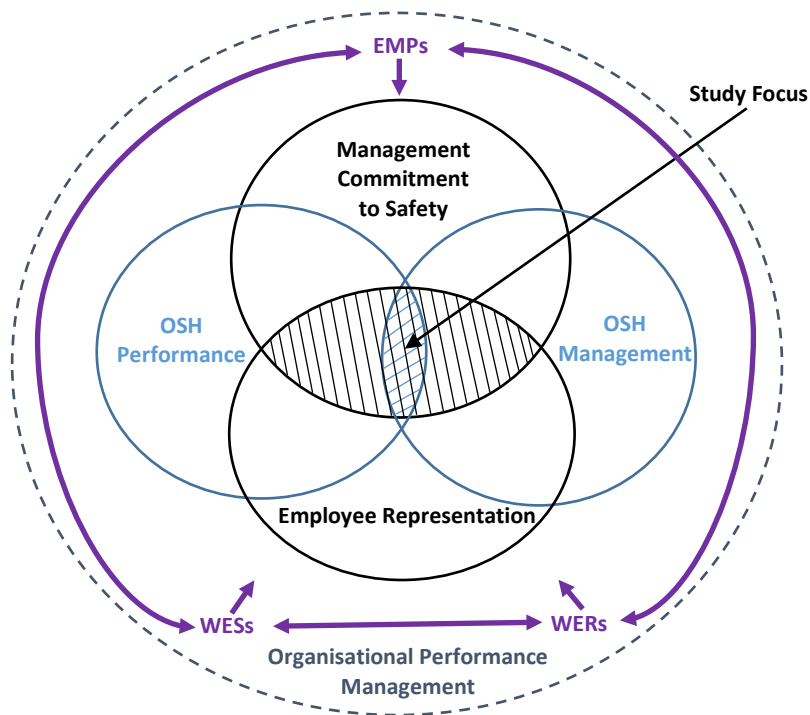 EMPs
Study Focus
Management
Commitment
to Safety
OSH
Performance
OSH
Management
Employee Representation
WESs
WERs
Organisational Performance
Management